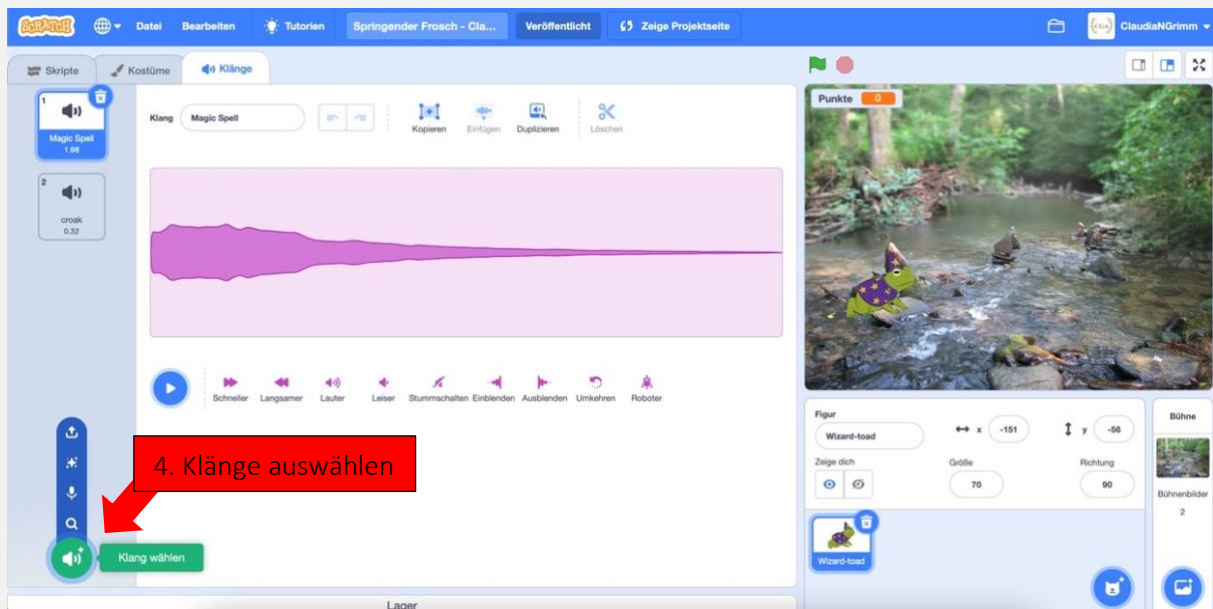 SCRATCH Datei Bearbeiten Tutorien Springender Frosch - Cla... Veröffentlicht Zeige Projektseite CGA ClaudiaNGrimm
Skripte Kostüme Klänge
1
Magic Spell
1.98
2
croak
0.32
Klang Magic Spell
Kopieren Einfügen Duplizieren Löschen
Schneller Langsamer Lauter Leiser Stummschalten Einblenden Ausblenden Umkehren Roboter
4. Klänge auswählen
Klang wählen
Lager
Punkte 0
Figur
Wizard-toad x -151 y -56
Zeige dich Größe Richtung
70 90
Wizard-toad
Bühne
Bühnenbilder
2